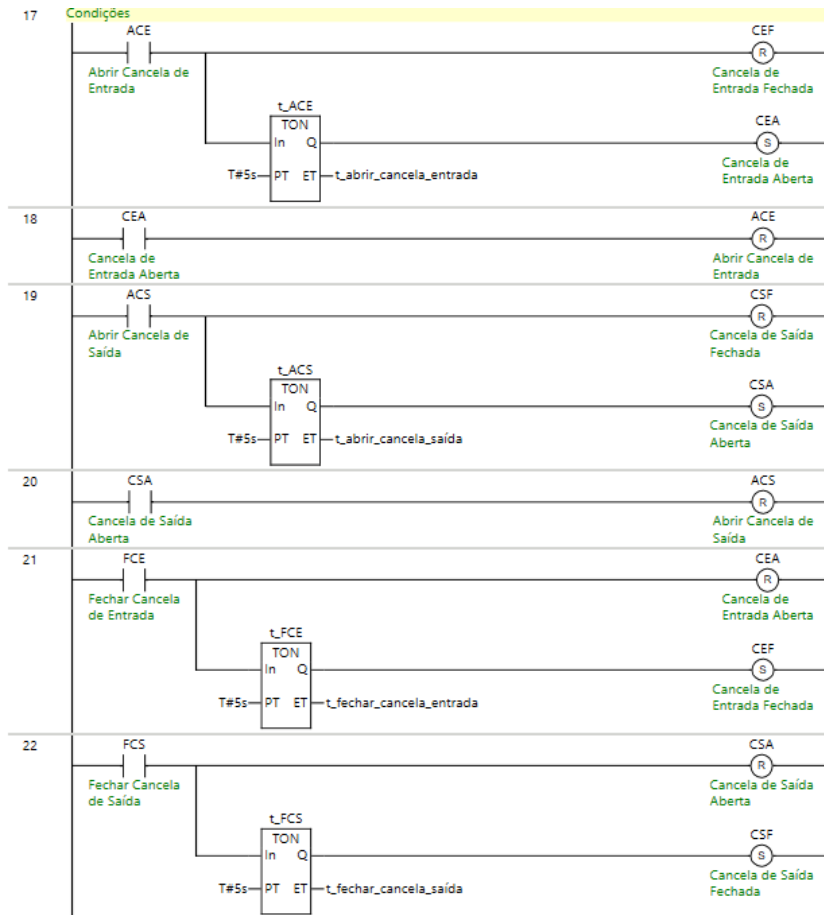 17
Condições
ACE
CEF
R
Abrir Cancela de
Entrada
Cancela de
Entrada Fechada
t_ACE
TON
In Q
CEA
S
Cancela de
Entrada Aberta
T#5s PT ET t_abrir_cancela_entrada
18
CEA
ACE
R
Cancela de
Entrada Aberta
Abrir Cancela de
Entrada
19
ACS
CSF
R
Abrir Cancela de
Saída
Cancela de Saída
Fechada
t_ACS
TON
In Q
CSA
S
Cancela de Saída
Aberta
T#5s PT ET t_abrir_cancela_saída
20
CSA
ACS
R
Cancela de Saída
Aberta
Abrir Cancela de
Saída
21
FCE
CEA
R
Fechar Cancela
de Entrada
Cancela de
Entrada Aberta
t_FCE
TON
In Q
CEF
S
Cancela de
Entrada Fechada
T#5s PT ET t_fechar_cancela_entrada
22
FCS
CSA
R
Fechar Cancela
de Saída
Cancela de Saída
Aberta
t_FCS
TON
In Q
CSF
S
Cancela de Saída
Fechada
T#5s PT ET t_fechar_cancela_saída